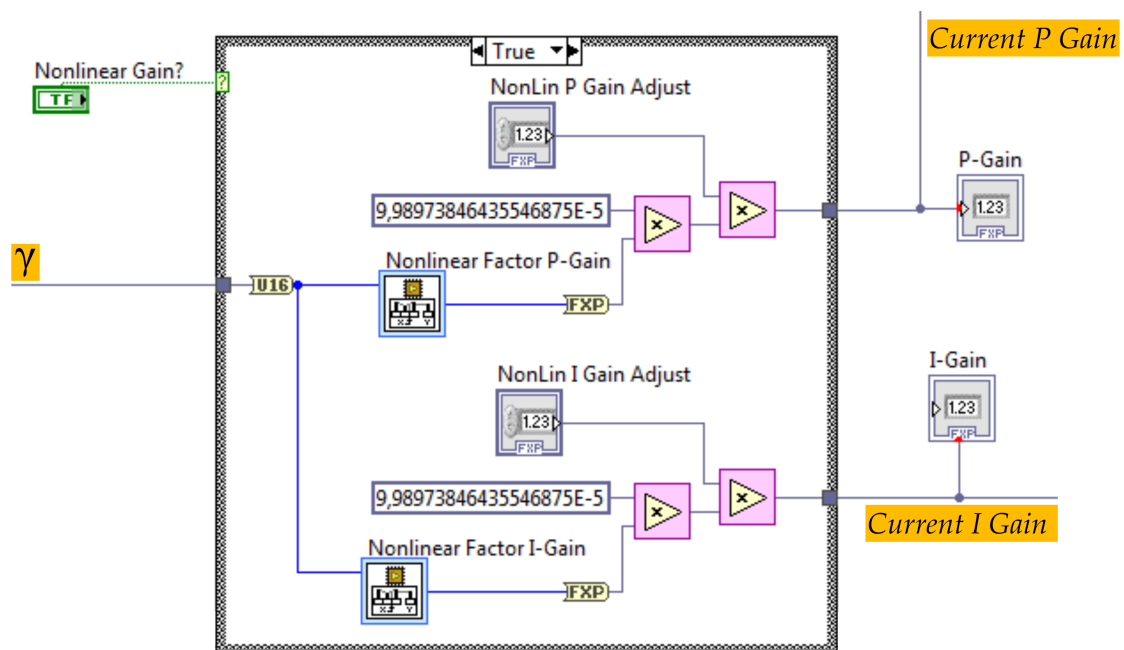 Current P Gain
True
Nonlinear Gain?
?
TF
NonLin P Gain Adjust
1.23
FXP
P-Gain
1.23
FXP
9,98973846435546875E-5
x
x
γ
Nonlinear Factor P-Gain
U16
FXP
I-Gain
1.23
FXP
NonLin I Gain Adjust
1.23
FXP
9,98973846435546875E-5
x
x
Current I Gain
Nonlinear Factor I-Gain
FXP